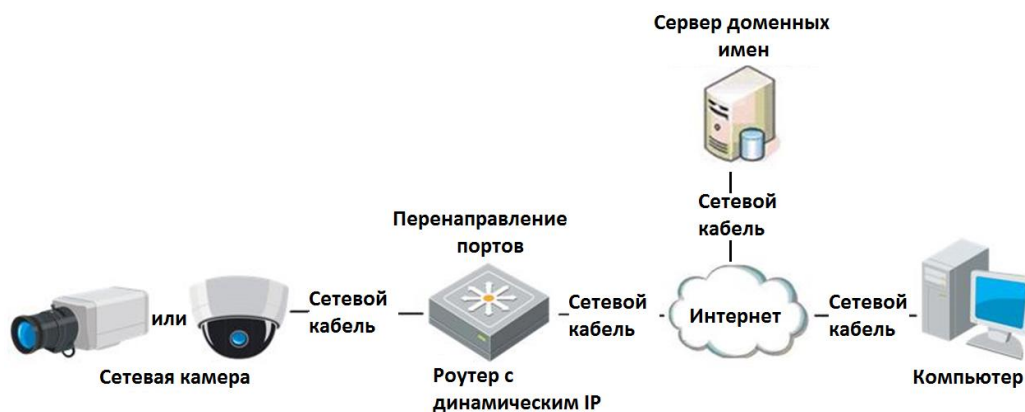 Сервер доменных
имен
Сетевой
кабель
Перенаправление
портов
или
Сетевой
кабель
Сетевой
кабель
Интернет
Сетевой
кабель
Сетевая камера
Роутер с
динамическим IP
Компьютер